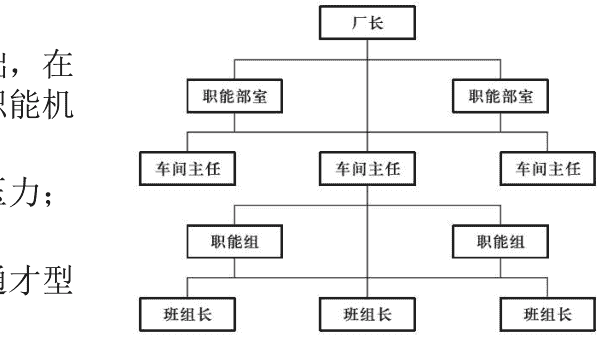 厂长
础，在
职能部室 职能部室
职能机
车间主任 车间主任 车间主任
压力；
职能组 职能组
通才型
班组长 班组长 班组长